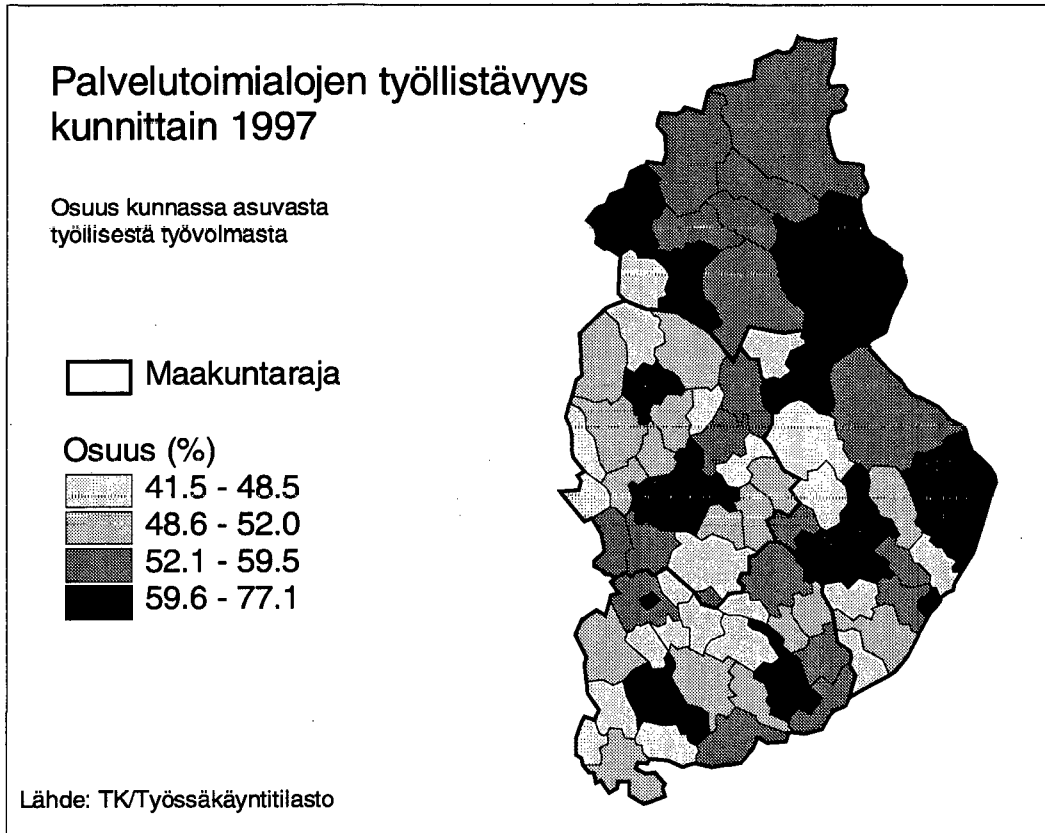 Palvelutoimialojen työllistävyys
kunnittain 1997
Osuus kunnassa asuvasta
työllisestä työvolmasta
Maakuntaraja
Osuus (%)
41.5 - 48.5
48.6 - 52.0
52.1 - 59.5
59.6 - 77.1
Lähde: TK/Työssäkäyntitilasto